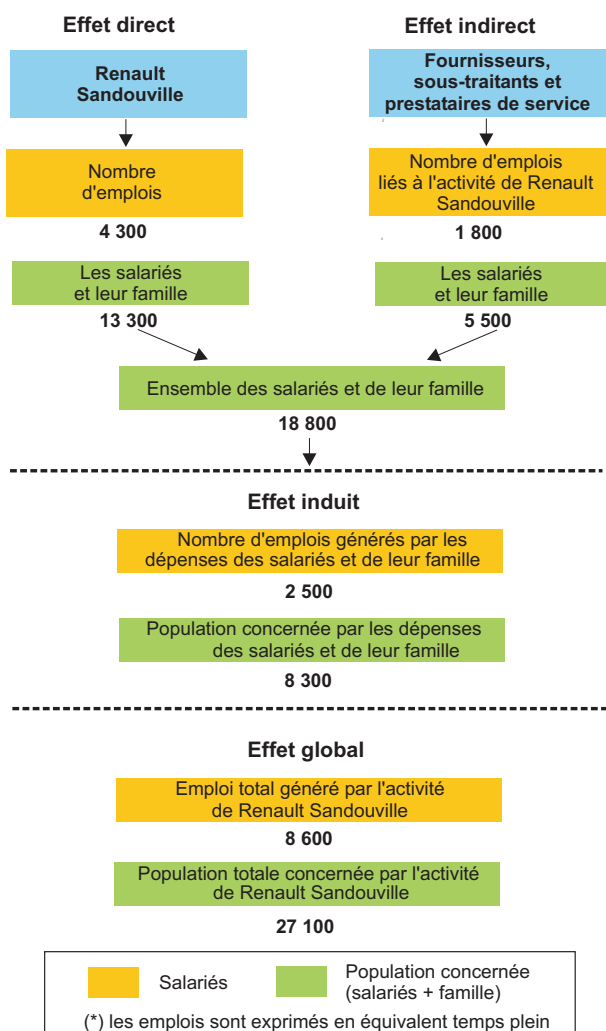 Effet direct
Effet indirect
Renault
Sandouville
Fournisseurs,
sous-traitants et
prestataires de service
Nombre
d'emplois
Nombre d'emplois
liés à l'activité de Renault
Sandouville
4 300
1 800
Les salariés
et leur famille
Les salariés
et leur famille
13 300
5 500
Ensemble des salariés et de leur famille
18 800
Effet induit
Nombre d'emplois générés par les
dépenses des salariés et de leur famille
2 500
Population concernée par les dépenses
des salariés et de leur famille
8 300
Effet global
Emploi total généré par l'activité
de Renault Sandouville
8 600
Population totale concernée par l'activité
de Renault Sandouville
27 100
Salariés
Population concernée
(salariés + famille)
(*) les emplois sont exprimés en équivalent temps plein